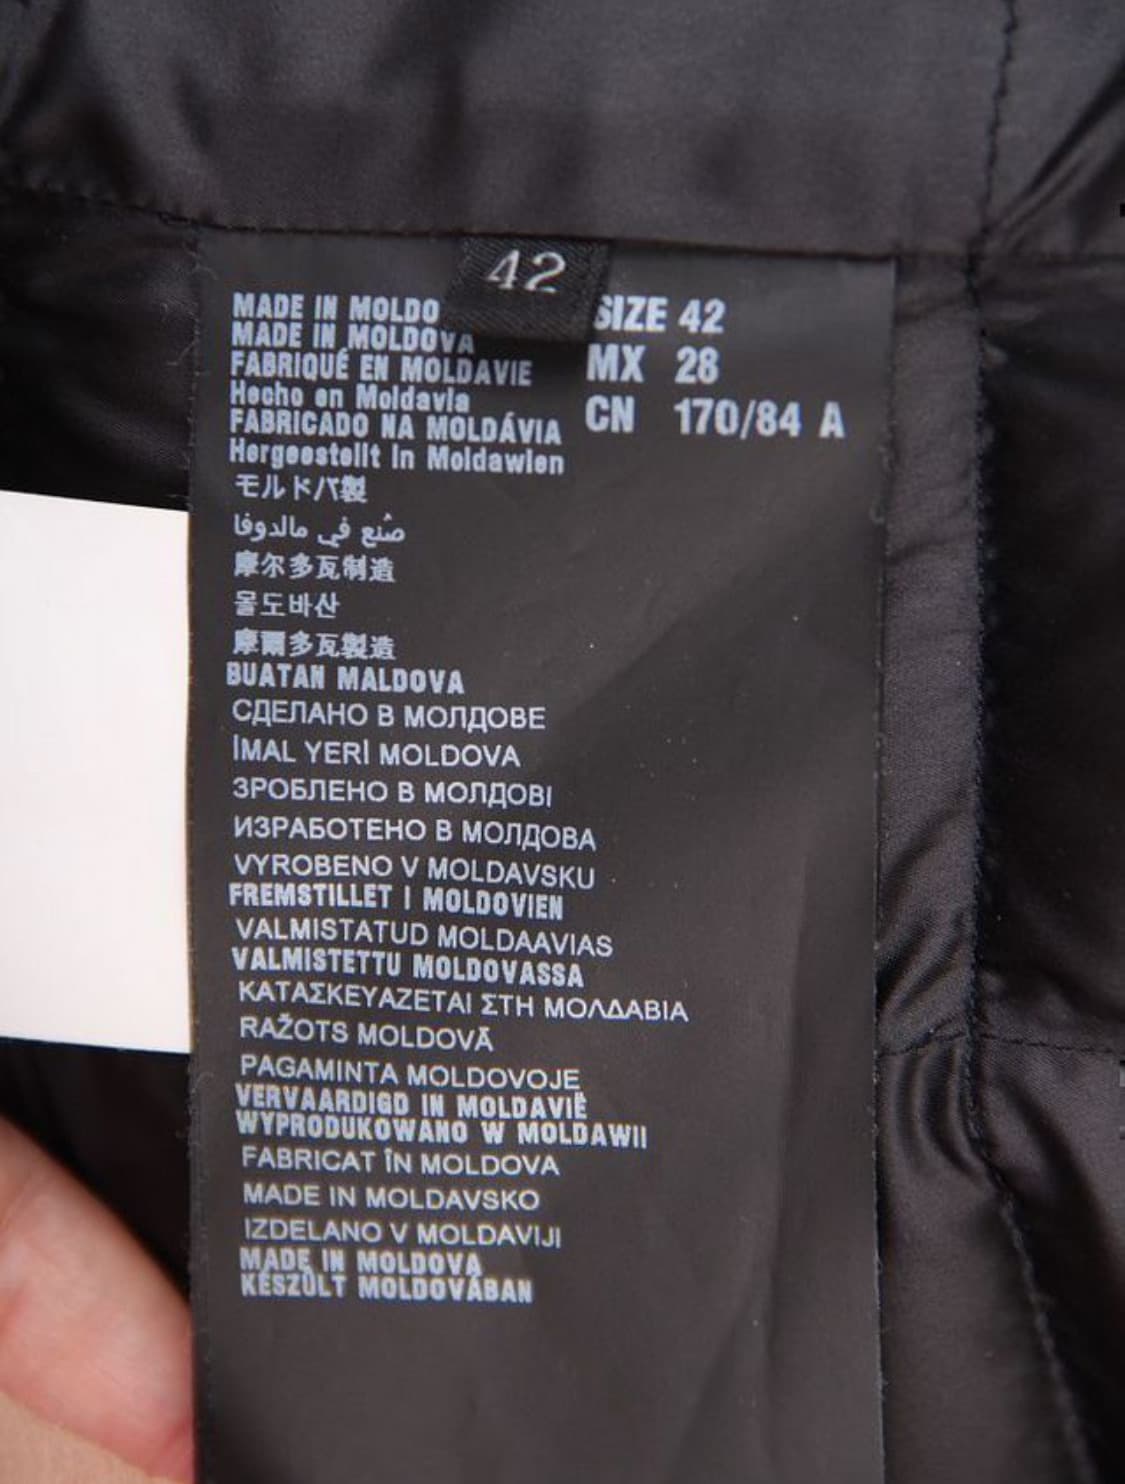 42
MADE IN MOLDO
MADE IN MOLDOVA
FABRIQUÉ EN MOLDAVIE
Hecho en Moldavia
FABRICADO NA MOLDÁVIA
Hergeestellt in Moldawien
モルドバ製
صُنع في مالدوفا
摩尔多瓦制造
몰도바산
摩爾多瓦製造
BUATAN MALDOVA
СДЕЛАНО В МОЛДОВЕ
İMAL YERİ MOLDOVA
ЗРОБЛЕНО В МОЛДОВІ
ИЗРАБОТЕНО В МОЛДОВА
VYROBENO V MOLDAVSKU
FREMSTILLET I MOLDOVIEN
VALMISTATUD MOLDAAVIAS
VALMISTETTU MOLDOVASSA
ΚΑΤΑΣΚΕΥΑΖΕΤΑΙ ΣΤΗ ΜΟΛΔΑΒΙΑ
RAŽOTS MOLDOVĀ
PAGAMINTA MOLDOVOJE
VERVAARDIGD IN MOLDAVIË
WYPRODUKOWANO W MOLDAWII
FABRICAT ÎN MOLDOVA
MADE IN MOLDAVSKO
IZDELANO V MOLDAVIJI
MADE IN MOLDOVA
KÉSZÜLT MOLDOVÁBAN
SIZE 42
MX 28
CN 170/84 A